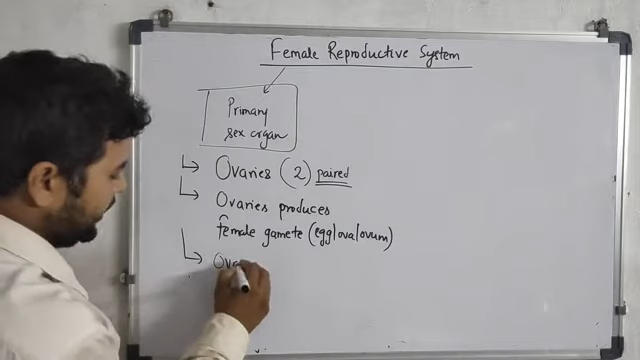 Female Reproductive System
Primary
sex organ
Ovaries (2) paired
Ovaries produces
female gamete (egg/ova/ovum)
Ova